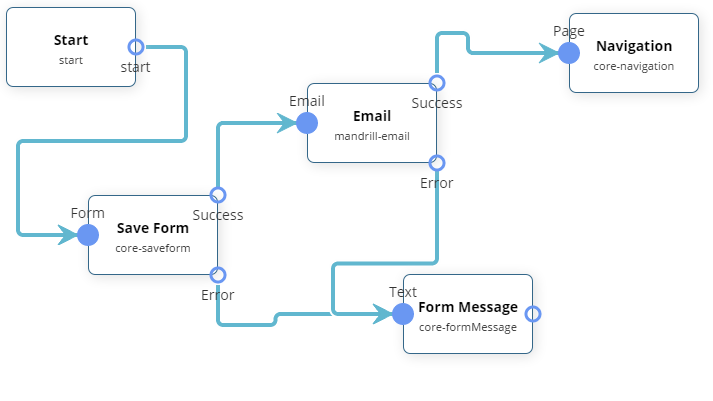 Start
start
start
Page
Navigation
core-navigation
Email
Email
mandrill-email
Success
Error
Form
Save Form
core-saveform
Success
Error
Text
Form Message
core-formMessage